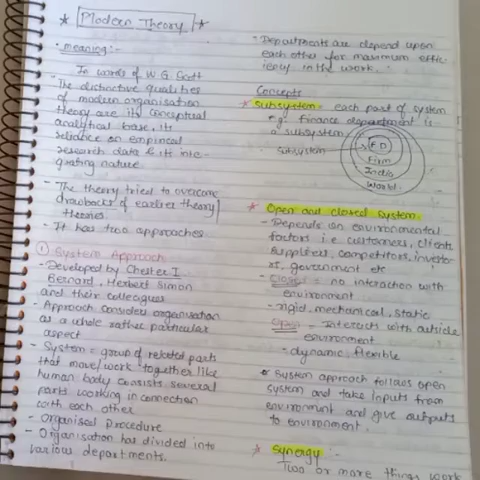 * Modern Theory *
• meaning:-
In words of W.G. Scott
"The distinctive qualities
of modern organisation
theory are its conceptual
analytical base, its
reliance on empirical
research data & its inte-
grating nature
- The theory tried to overcome
drawbacks of earlier theory/
theories
- It has two approaches
① System Approach
- Developed by Chester I.
Bernard, Herbert Simon
and their colleagues
- Approach considers organisation
as a whole rather particular
aspect
- System = group of related parts
that move/work together like
human body consists several
parts working in connection
with each other
- Organised procedure
- Organisation has divided into
various departments.
- Departments are depend upon
each other for maximum effic-
iency in the work.
Concepts
* Subsystem - each part of system
eg. finance department is
a subsystem
Subsystem
F D
Firm
India
World
* Open and closed System
- Depends on environmental
factors i.e customers, clients
suppliers, competitors, investor-
s, government etc
- Closed = no interaction with
environment
- rigid, mechanical, static
- Open = Interacts with outside
environment
- dynamic, flexible
• System approach follows open
system and take inputs from
environment and give outputs
to environment.
* Synergy
Two or more things work